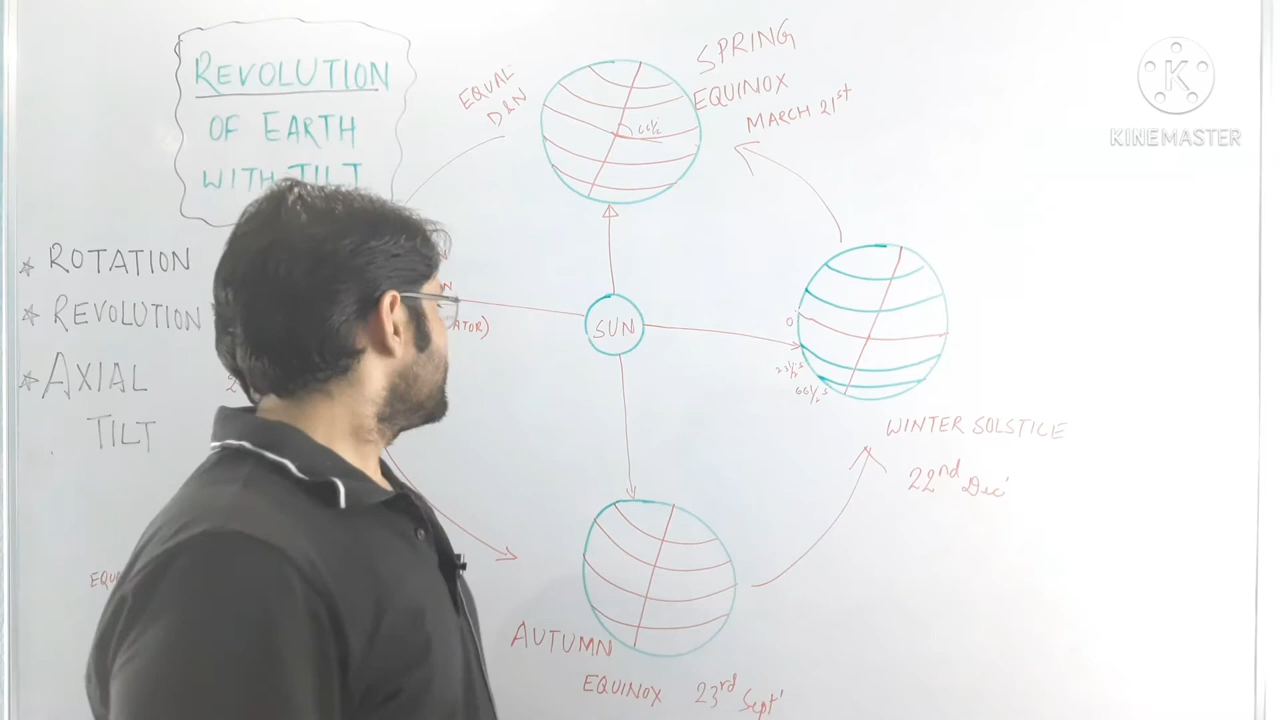 REVOLUTION
OF EARTH
WITH TILT
* ROTATION
* REVOLUTION
* AXIAL
TILT
EQUAL
D&N
66½
SPRING
EQUINOX
MARCH 21st
K
KINEMASTER
SUN
0°
23½°S
66½°S
WINTER SOLSTICE
22nd Dec'
AUTUMN
EQUINOX 23rd Sept'